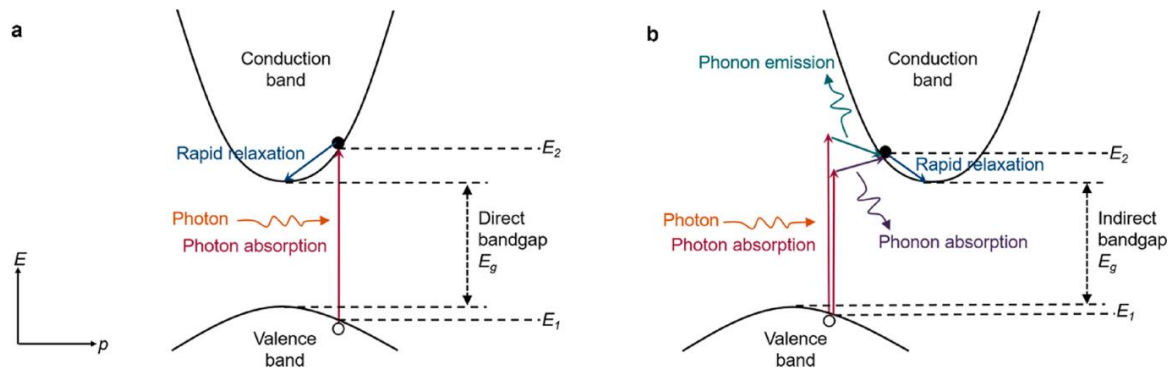 a
Conduction
band
Rapid relaxation
E2
Photon
Photon absorption
Direct
bandgap
Eg
E
p
E1
Valence
band
b
Phonon emission
Conduction
band
E2
Rapid relaxation
Photon
Photon absorption
Phonon absorption
Indirect
bandgap
Eg
E1
Valence
band